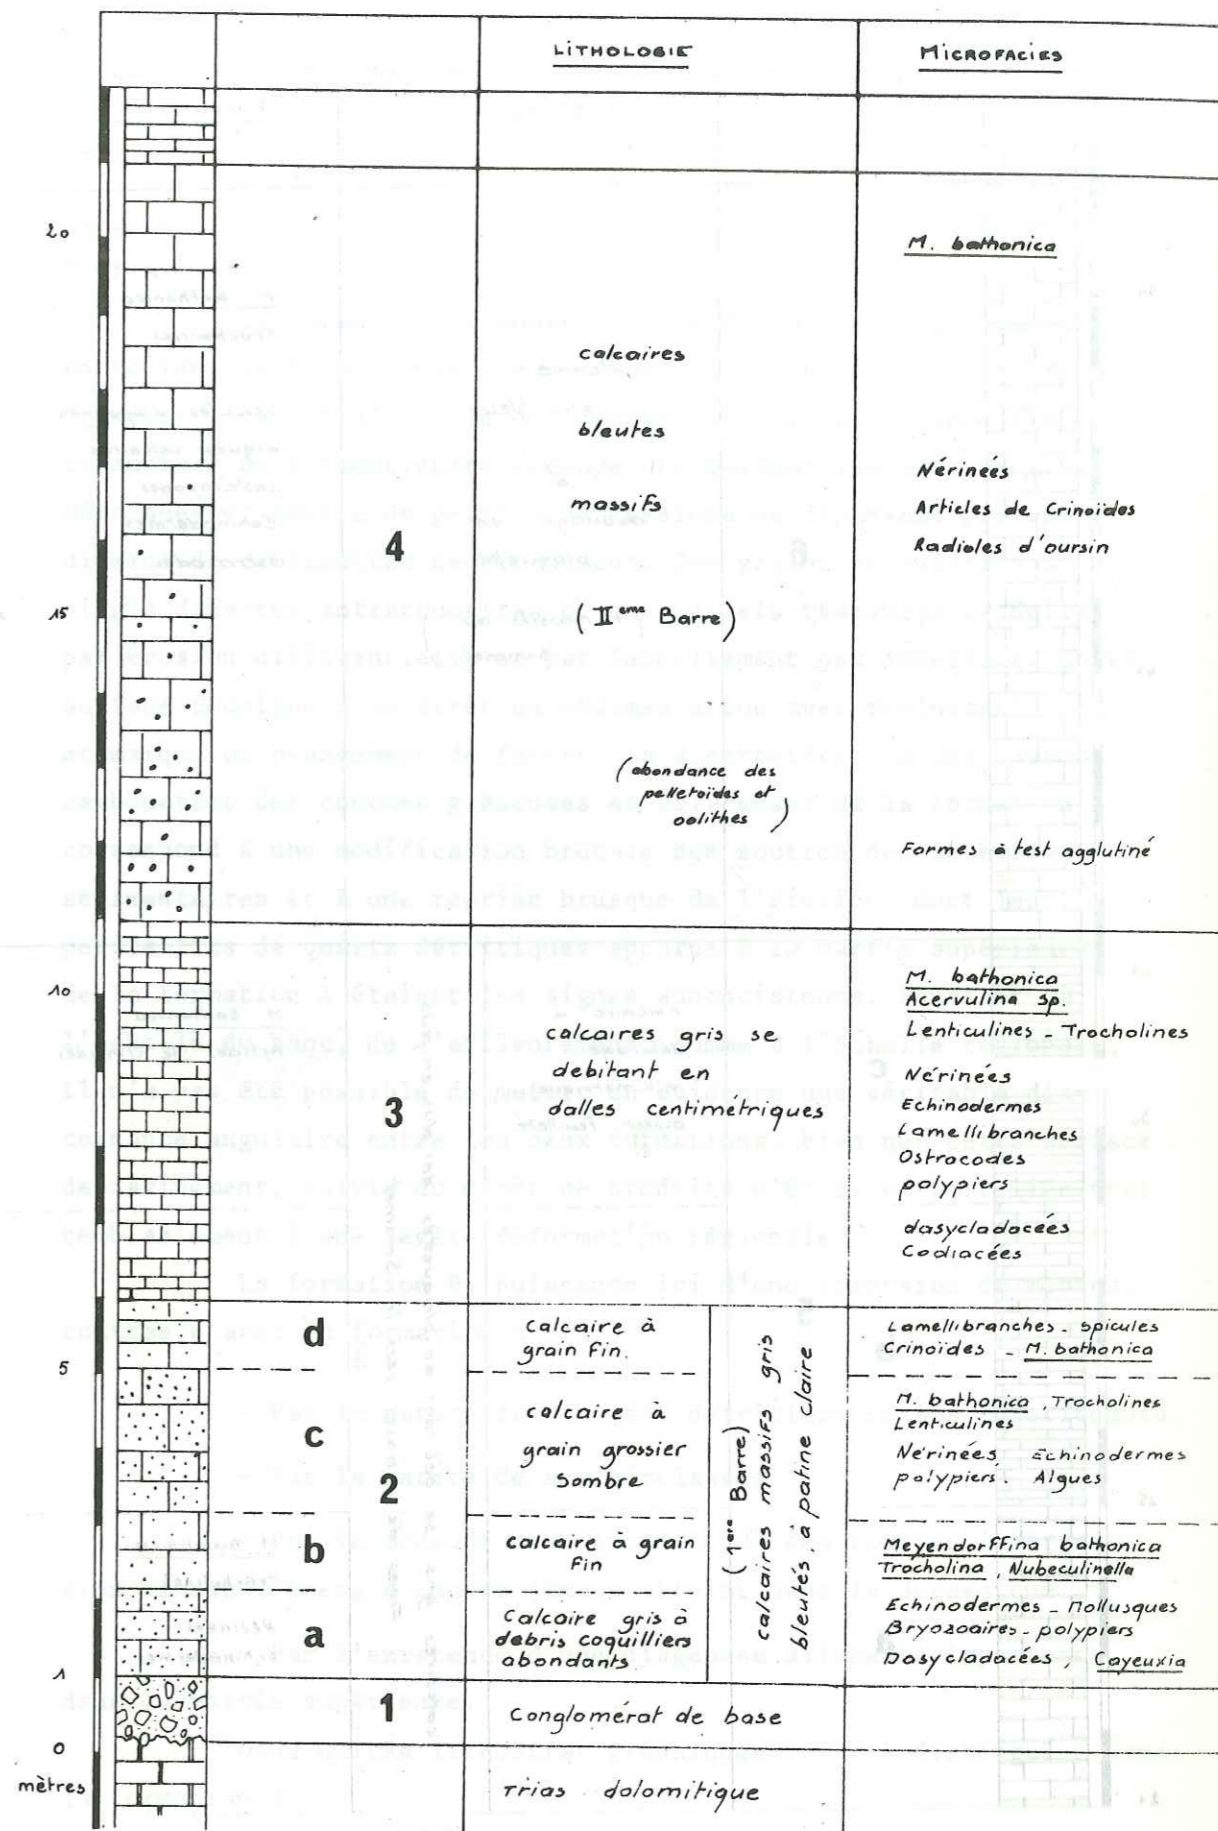 LITHOLOGIE
MICROFACIES
20
M. bathonica
calcaires
bleutes
massifs
Nérinées
Articles de Crinoïdes
Radioles d'oursin
4
15
(IIeme Barre)
(abondance des
pelletoïdes et
oolithes)
Formes à test agglutiné
10
3
calcaires gris se
debitant en
dalles centimétriques
M. bathonica
Acervulina sp.
Lenticulines - Trocholines
Nérinées
Echinodermes
Lamellibranches
Ostracodes
polypiers
dasycladacées
Codiacées
5
2
d
Calcaire à
grain Fin.
Lamellibranches spicules
Crinoïdes - M. bathonica
c
calcaire à
grain grossier
Sombre
M. bathonica Trocholines
Lenticulines
Nérinées Echinodermes
polypiers. Algues
b
calcaire à grain
Fin
Meyendorffina bathonica
Trocholina Nubeculinella
a
Calcaire gris à
debris coquilliers
abondants
Echinodermes - Mollusques
Bryozoaires - polypiers
Dasycladacées, Cayeuxia
(1ere Barre)
calcaires massifs gris
bleutés à patine claire
1
1
Conglomérat de base
0
mètres
Trias dolomitique